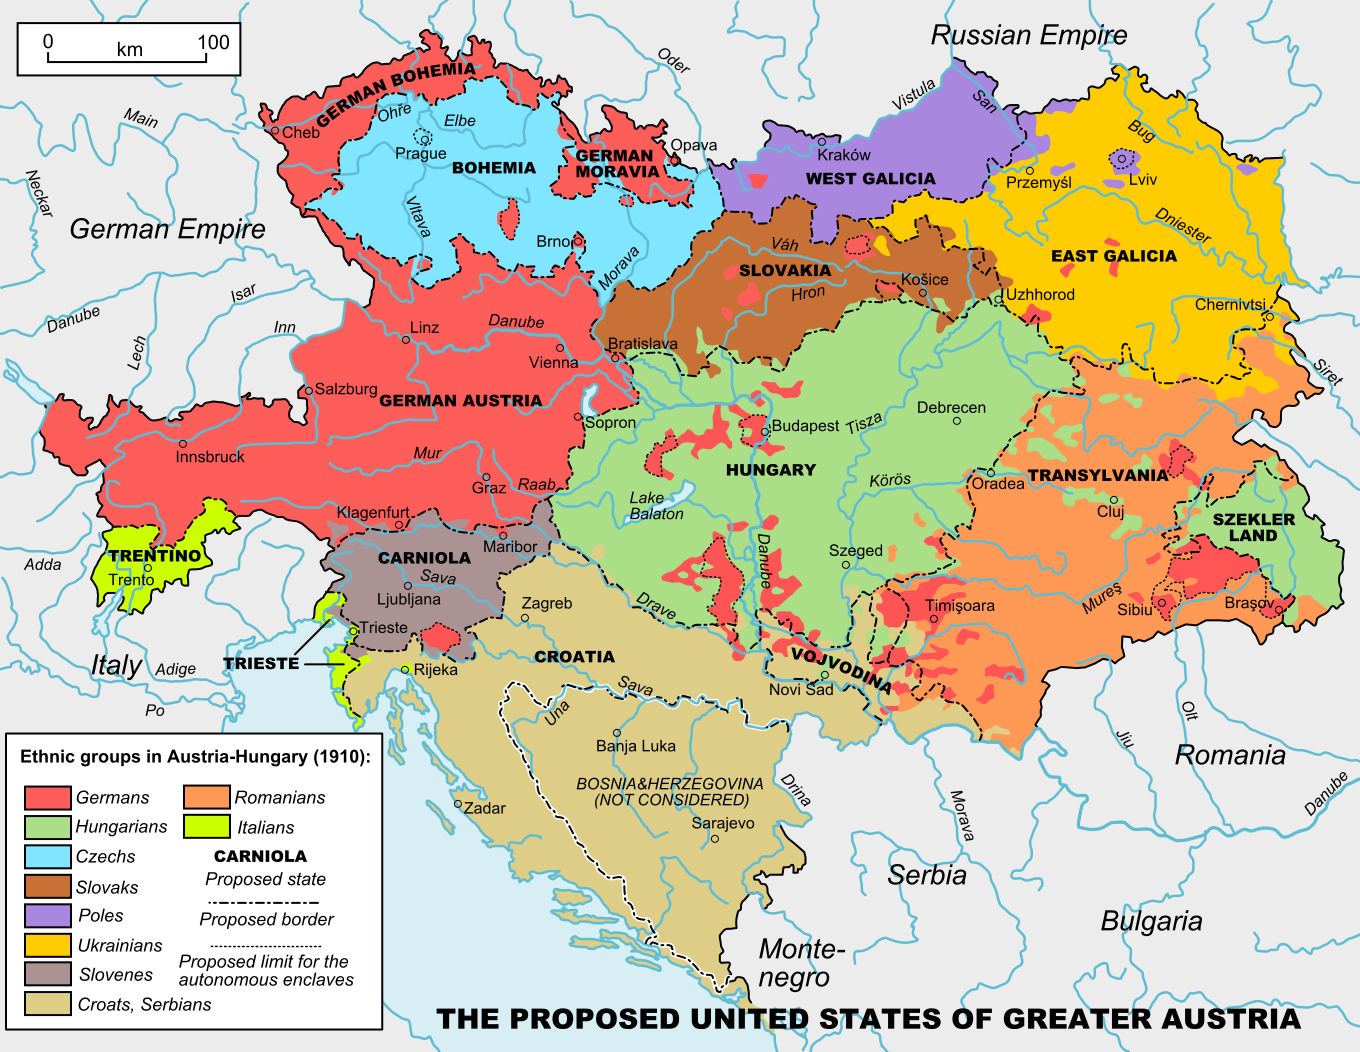 0
km
100
Russian Empire
Oder
Vistula
San
Bug
Main
Neckar
GERMAN BOHEMIA
Cheb
Ohře
Elbe
Prague
BOHEMIA
GERMAN
MORAVIA
Opava
Kraków
WEST GALICIA
Przemyśl
Lviv
Dniester
German Empire
Vltava
Brno
Morava
Váh
SLOVAKIA
Hron
Košice
Uzhhorod
EAST GALICIA
Chernivtsi
Siret
Danube
Isar
Lech
Inn
Linz
Danube
Vienna
Bratislava
Salzburg
GERMAN AUSTRIA
Sopron
Budapest
Tisza
Debrecen
Innsbruck
Mur
Graz
Raab
Lake
Balaton
HUNGARY
Körös
Oradea
TRANSYLVANIA
Cluj
SZEKLER
LAND
Klagenfurt
Maribor
CARNIOLA
Sava
Ljubljana
TRENTINO
Trento
Adda
Szeged
Danube
Drave
Zagreb
Timişoara
Mureş
Sibiu
Braşov
Trieste
TRIESTE
Italy
Adige
Po
Rijeka
CROATIA
Sava
Una
VOJVODINA
Novi Sad
Banja Luka
BOSNIA&HERZEGOVINA
(NOT CONSIDERED)
Sarajevo
Drina
Zadar
Morava
Jiu
Olt
Romania
Danube
Serbia
Bulgaria
Monte-
negro
Ethnic groups in Austria-Hungary (1910):
Germans
Romanians
Hungarians
Italians
Czechs
CARNIOLA
Proposed state
Slovaks
Poles
Proposed border
Ukrainians
Proposed limit for the
autonomous enclaves
Slovenes
Croats, Serbians
THE PROPOSED UNITED STATES OF GREATER AUSTRIA